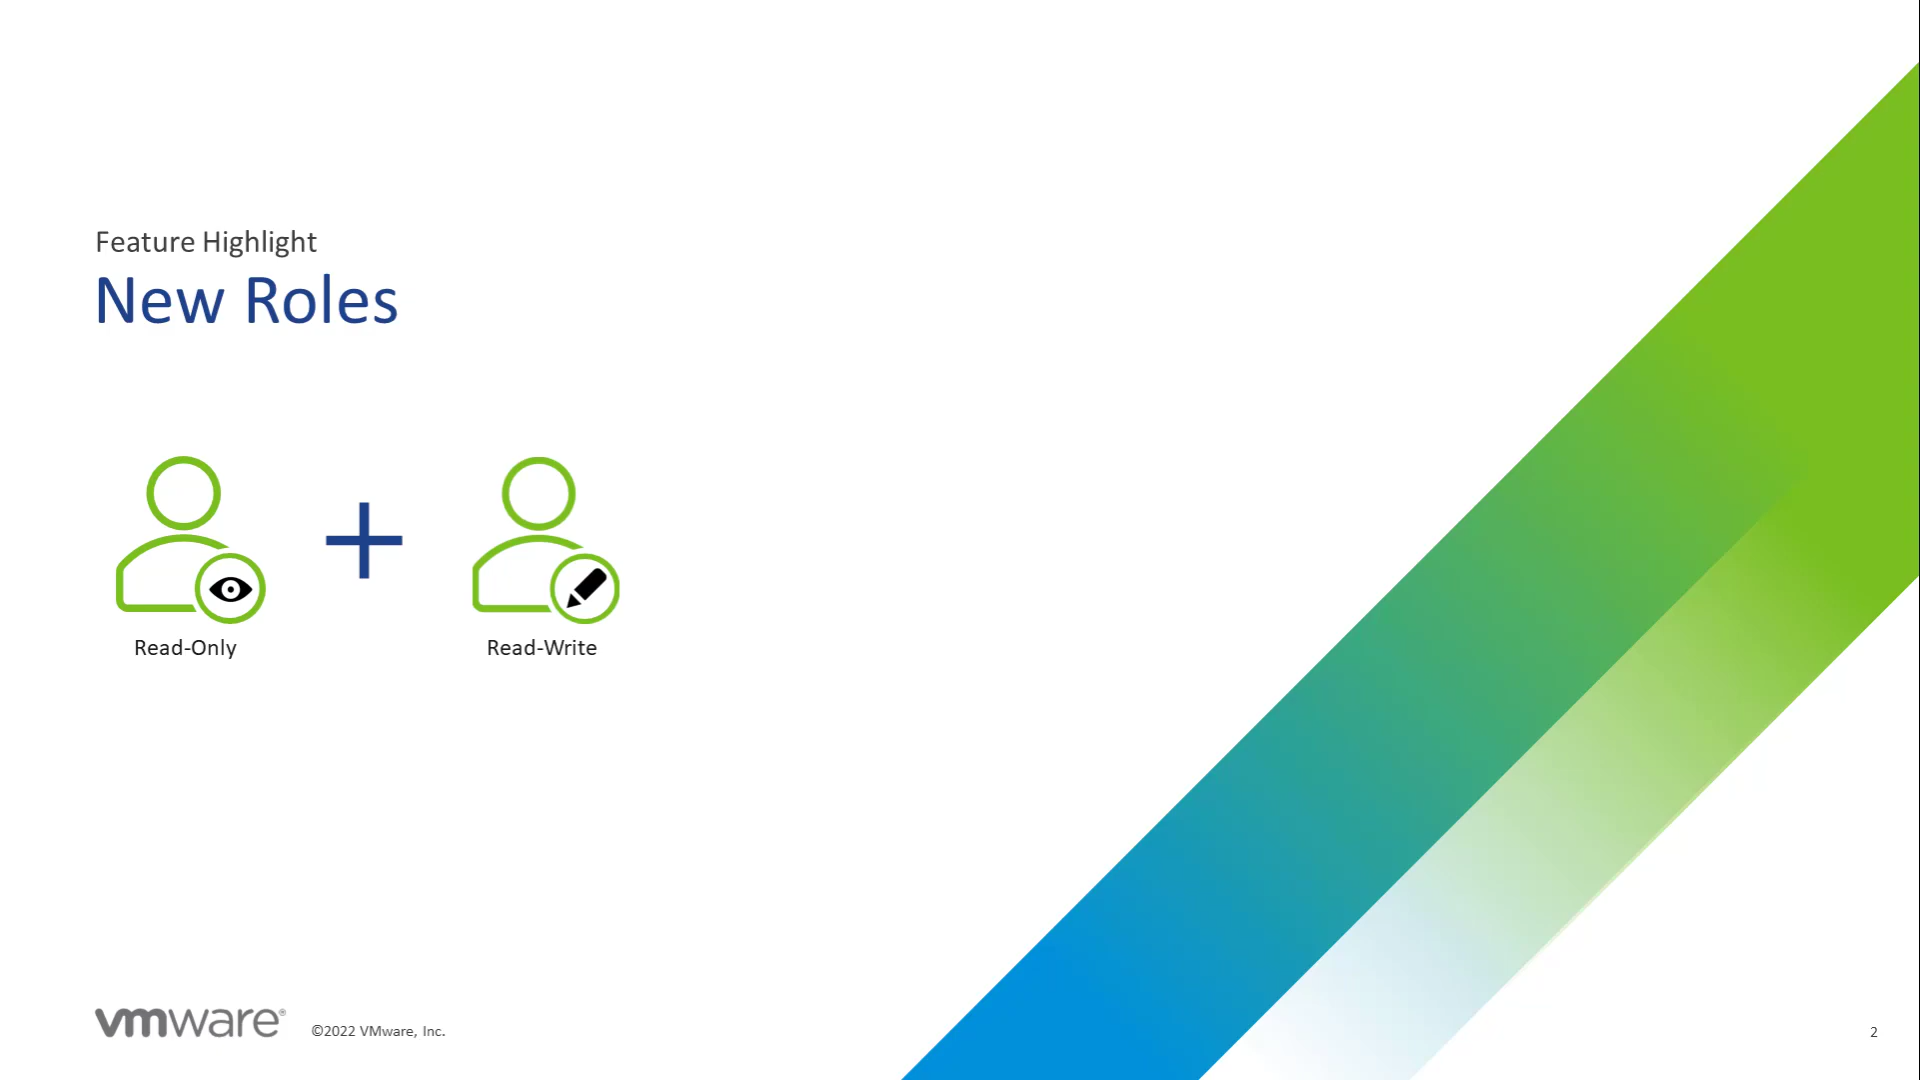 Feature Highlight
New Roles
Read-Only
Read-Write
vmware®
©2022 VMware, Inc.
2